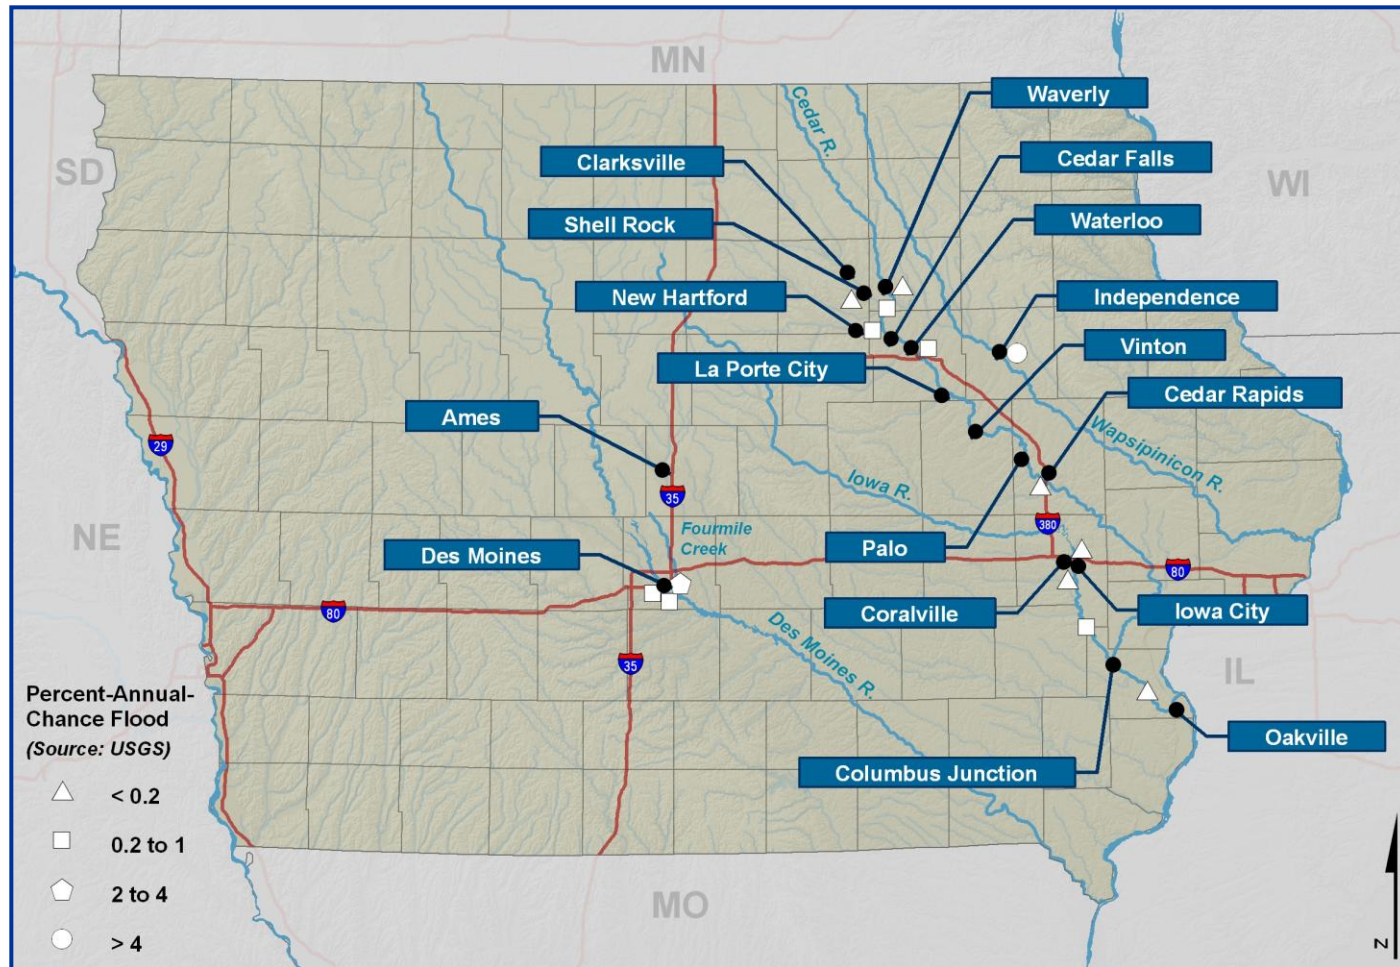 MN
Waverly
Cedar R.
Clarksville
Cedar Falls
SD
WI
Shell Rock
Waterloo
New Hartford
Independence
Vinton
La Porte City
Cedar Rapids
Ames
29
Wapsipinicon R.
Iowa R.
35
380
NE
Fourmile
Creek
Palo
Des Moines
80
80
Coralville
Iowa City
Des Moines R.
35
IL
Percent-Annual-
Chance Flood
(Source: USGS)
Oakville
Columbus Junction
< 0.2
0.2 to 1
2 to 4
MO
> 4
N